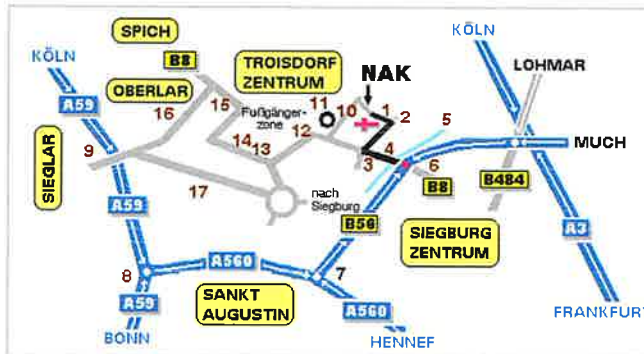 KÖLN
SPICH
B8
TROISDORF
ZENTRUM
NAK
KÖLN
LOHMAR
OBERLAR
A59
15
16
Fußgänger-
zone
11
10
1
2
5
12
14
13
3
4
6
MUCH
9
SIEGLAR
17
nach
Siegburg
B8
B484
A59
B56
SIEGBURG
ZENTRUM
A3
8
A560
7
A59
SANKT
AUGUSTIN
A560
BONN
HENNEF
FRANKFURT